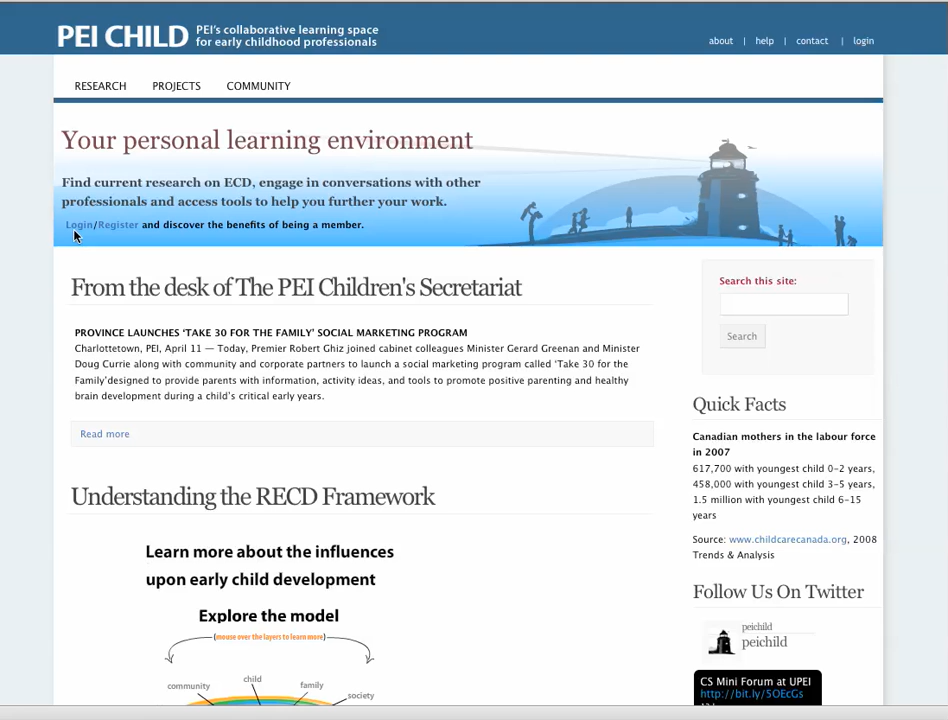 PEI CHILD
PEI's collaborative learning space
for early childhood professionals
about | help | contact | login
RESEARCH PROJECTS COMMUNITY
Your personal learning environment
Find current research on ECD, engage in conversations with other
professionals and access tools to help you further your work.
Login/Register and discover the benefits of being a member.
From the desk of The PEI Children's Secretariat
PROVINCE LAUNCHES ‘TAKE 30 FOR THE FAMILY’ SOCIAL MARKETING PROGRAM
Charlottetown, PEI, April 11 — Today, Premier Robert Ghiz joined cabinet colleagues Minister Gerard Greenan and Minister
Doug Currie along with community and corporate partners to launch a social marketing program called ‘Take 30 for the
Family’designed to provide parents with information, activity ideas, and tools to promote positive parenting and healthy
brain development during a child’s critical early years.
Read more
Understanding the RECD Framework
Learn more about the influences
upon early child development
Explore the model
(mouse over the layers to learn more)
community
child
family
society
Search this site:
Search
Quick Facts
Canadian mothers in the labour force
in 2007
617,700 with youngest child 0-2 years,
458,000 with youngest child 3-5 years,
1.5 million with youngest child 6-15
years
Source: www.childcarecanada.org, 2008
Trends & Analysis
Follow Us On Twitter
peichild
peichild
CS Mini Forum at UPEI
http://bit.ly/5OEcGs